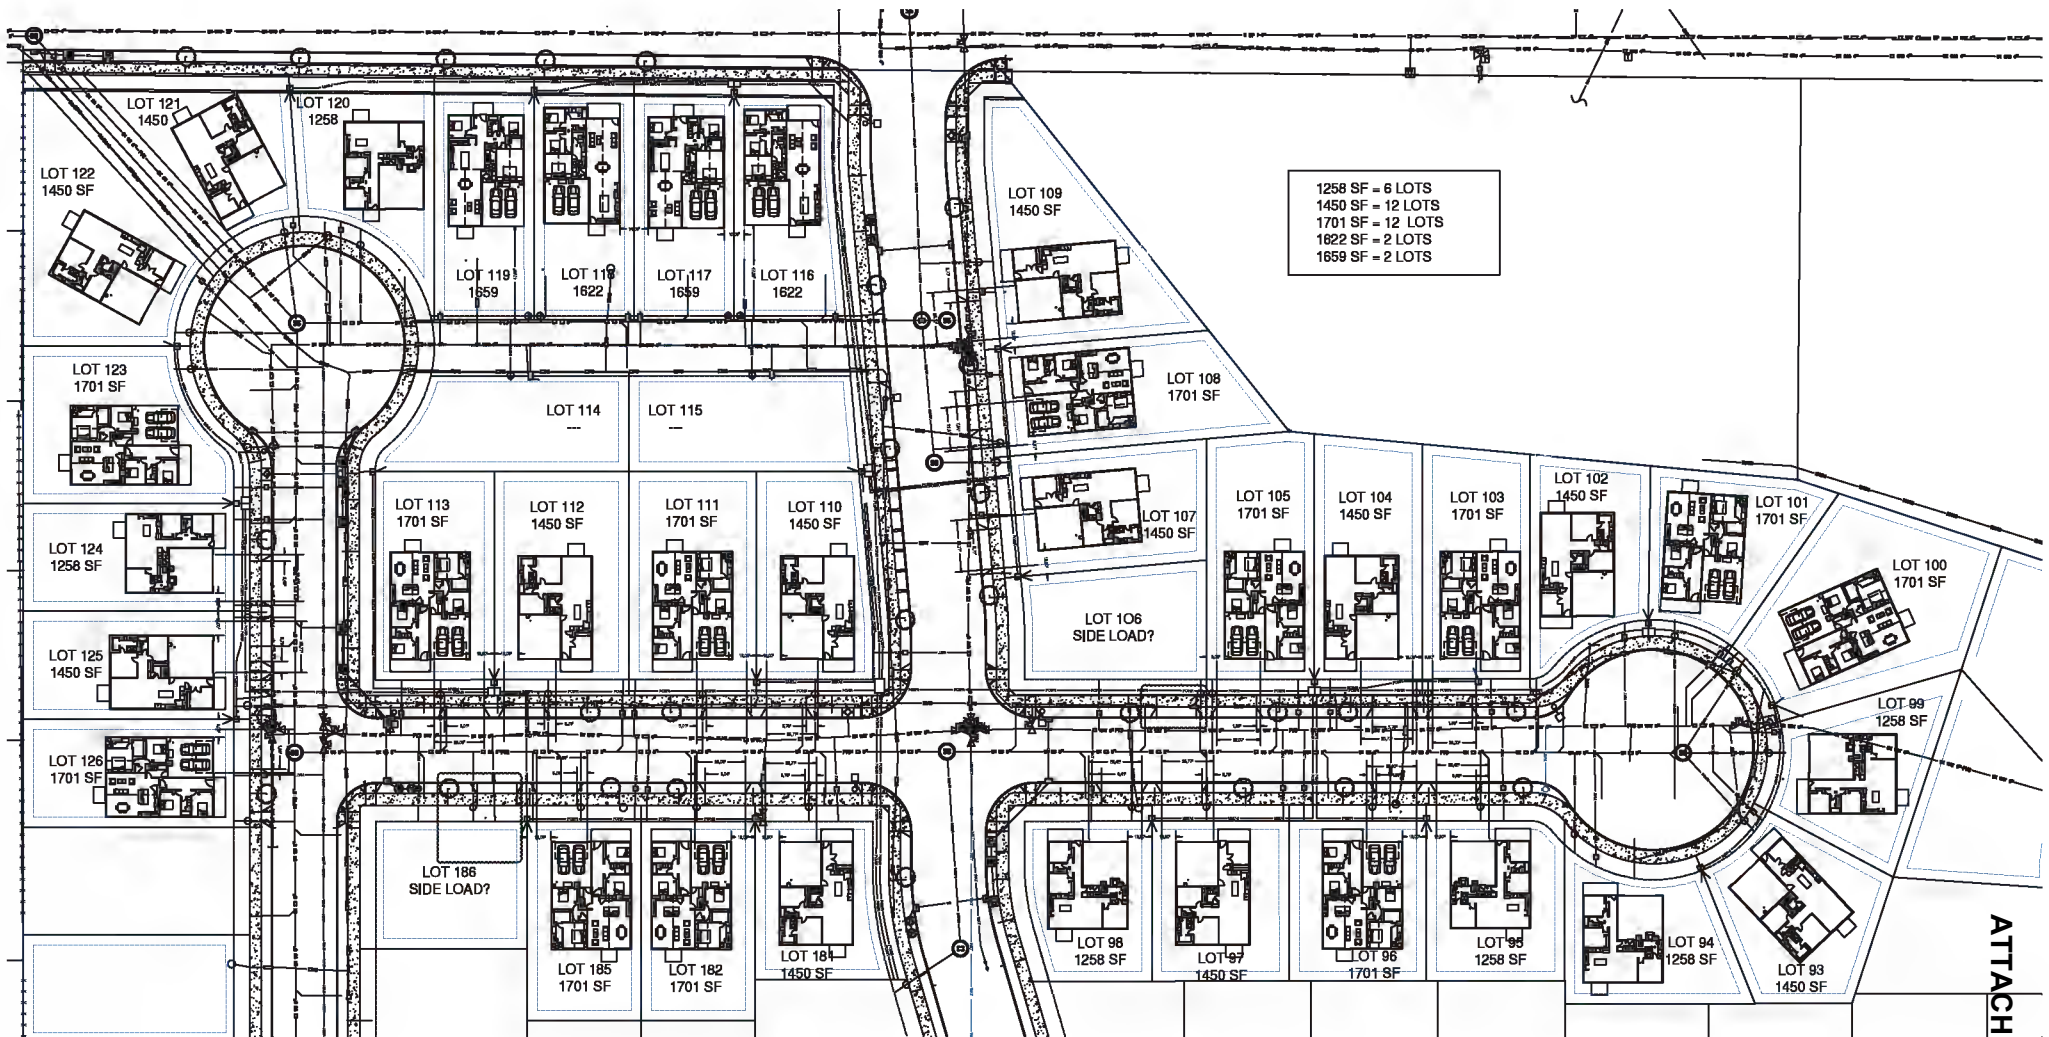 LOT 121
1450
LOT 120
1258
LOT 122
1450 SF
LOT 119
1659
LOT 118
1622
LOT 117
1659
LOT 116
1622
LOT 109
1450 SF
1258 SF = 6 LOTS
1450 SF = 12 LOTS
1701 SF = 12 LOTS
1622 SF = 2 LOTS
1659 SF = 2 LOTS
LOT 123
1701 SF
LOT 114
---
LOT 115
---
LOT 108
1701 SF
LOT 113
1701 SF
LOT 112
1450 SF
LOT 111
1701 SF
LOT 110
1450 SF
LOT 107
1450 SF
LOT 105
1701 SF
LOT 104
1450 SF
LOT 103
1701 SF
LOT 102
1450 SF
LOT 101
1701 SF
LOT 100
1701 SF
LOT 124
1258 SF
LOT 125
1450 SF
LOT 106
SIDE LOAD?
LOT 99
1258 SF
LOT 126
1701 SF
LOT 186
SIDE LOAD?
LOT 185
1701 SF
LOT 182
1701 SF
LOT 181
1450 SF
LOT 98
1258 SF
LOT 97
1450 SF
LOT 96
1701 SF
LOT 95
1258 SF
LOT 94
1258 SF
LOT 93
1450 SF
ATTACH